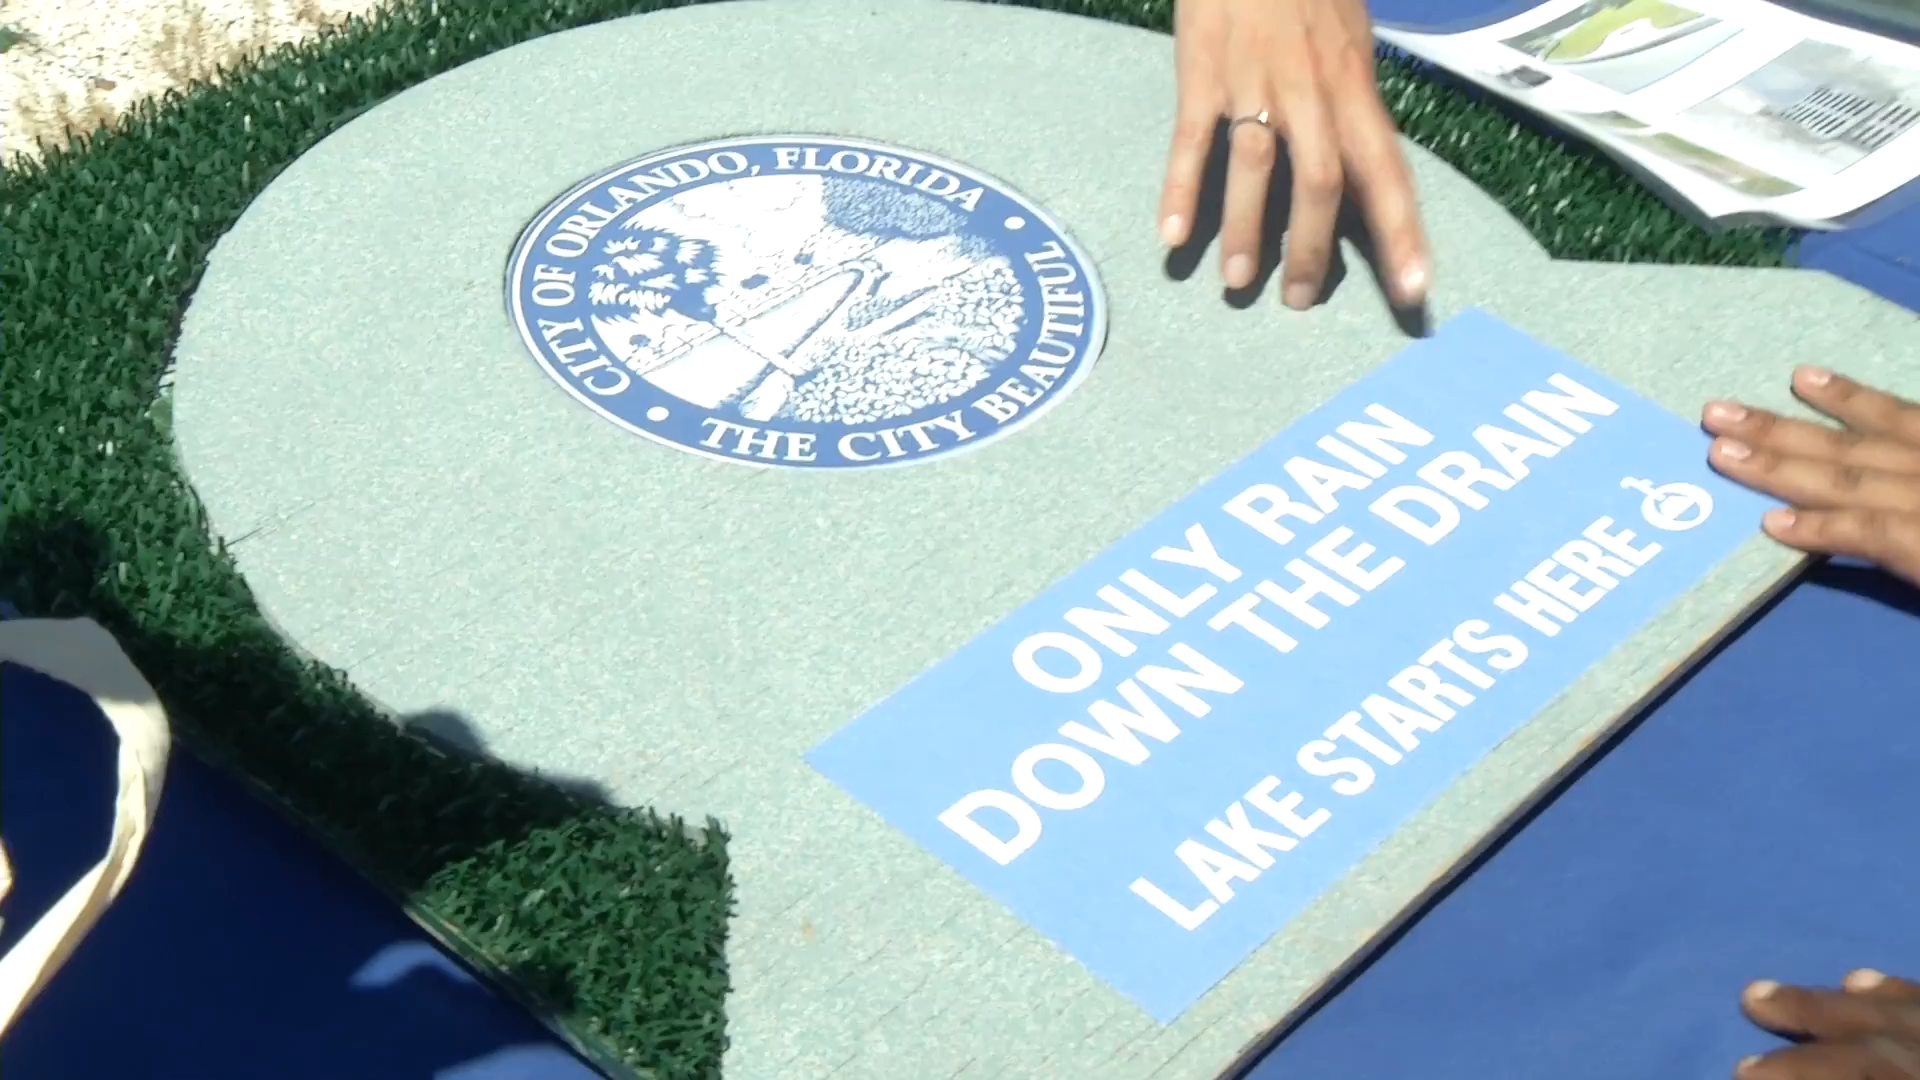 CITY OF ORLANDO, FLORIDA
• THE CITY BEAUTIFUL •
ONLY RAIN
DOWN THE DRAIN
LAKE STARTS HERE